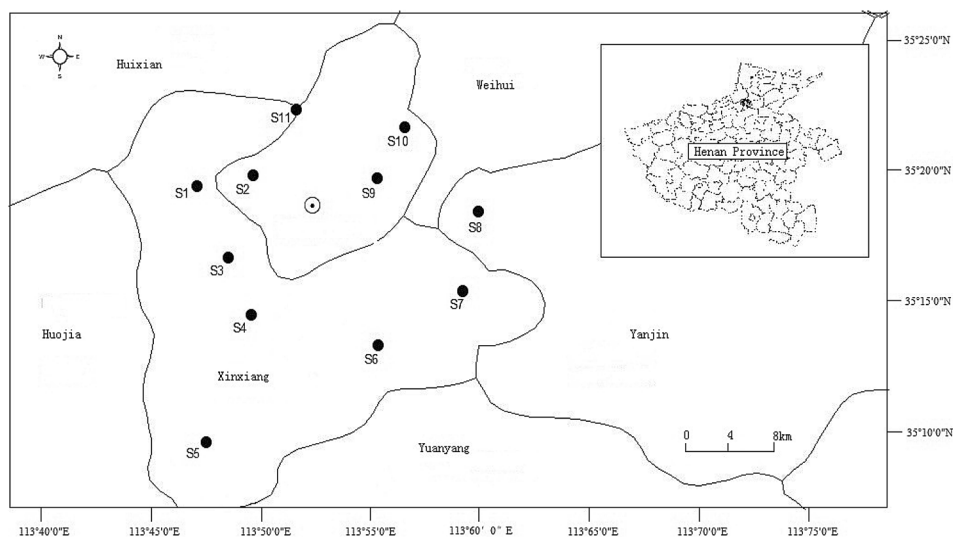 N
W E
S
Huixian
Weihui
35°25'0"N
S11
S10
Henan Province
35°20'0"N
S1
S2
S9
S8
S3
S7
35°15'0"N
S4
Huojia
Yanjin
S6
Xinxiang
S5
Yuanyang
0 4 8km
35°10'0"N
113°40'0"E 113°45'0"E 113°50'0"E 113°55'0"E 113°60' 0' 0" E 113°65'0"E 113°70'0"E 113°75'0"E